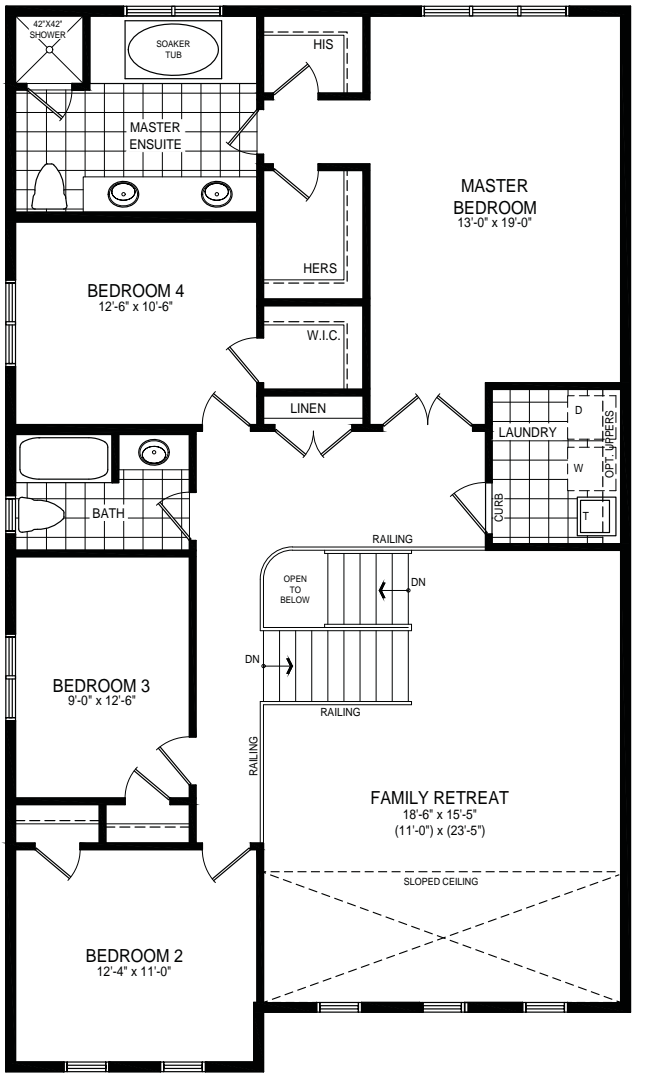 42"X42"
SHOWER
SOAKER
TUB
HIS
MASTER
ENSUITE
MASTER
BEDROOM
13'-0" x 19'-0"
HERS
BEDROOM 4
12'-6" x 10'-6"
W.I.C.
LINEN
D
LAUNDRY
OPT. UPPERS
W
BATH
CURB
T
RAILING
OPEN
TO
BELOW
DN
DN
BEDROOM 3
9'-0" x 12'-6"
RAILING
RAILING
FAMILY RETREAT
18'-6" x 15'-5"
(11'-0") x (23'-5")
SLOPED CEILING
BEDROOM 2
12'-4" x 11'-0"